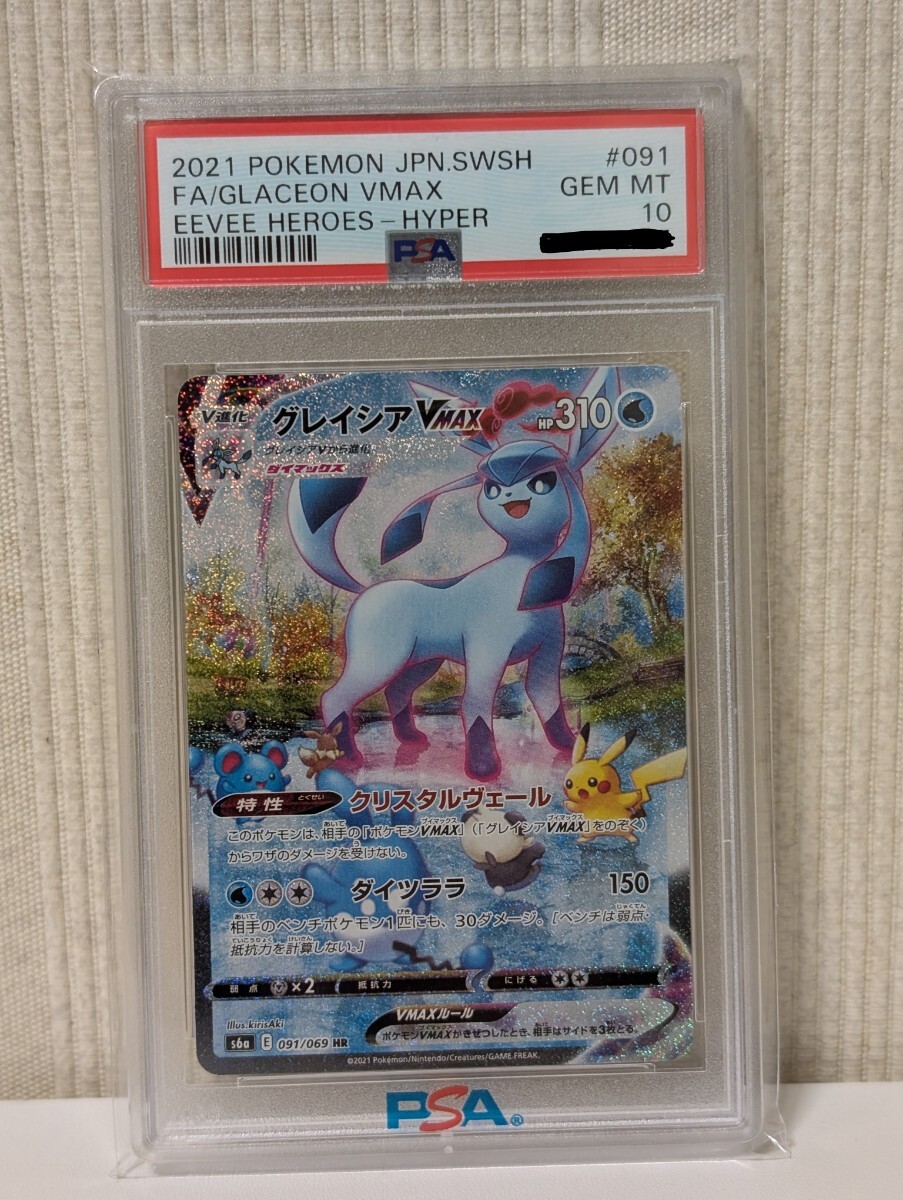 2021 POKEMON JPN.SWSH #091
FA/GLACEON VMAX GEM MT
EEVEE HEROES-HYPER 10
PSA
V進化 グレイシアVMAX HP310
グレイシアVから進化
ダイマックス
特性 とくせい クリスタルヴェール
このポケモンは、相手の「ポケモンVMAX」(「グレイシアVMAX」をのぞく)
からワザのダメージを受けない。
ダイツララ 150
相手のベンチポケモン1匹にも、30ダメージ。[ベンチは弱点・
抵抗力を計算しない。]
弱点 ×2 抵抗力 にげる
VMAXルール
ポケモンVMAXがきぜつしたとき、相手はサイドを3枚とる。
Illus.kirisAki
s6a E 091/069 HR
©2021 Pokémon/Nintendo/Creatures/GAME FREAK.
PSA®